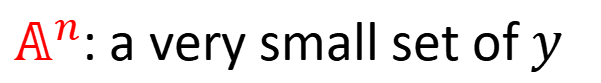 𝔸ⁿ: a very small set of 𝑦